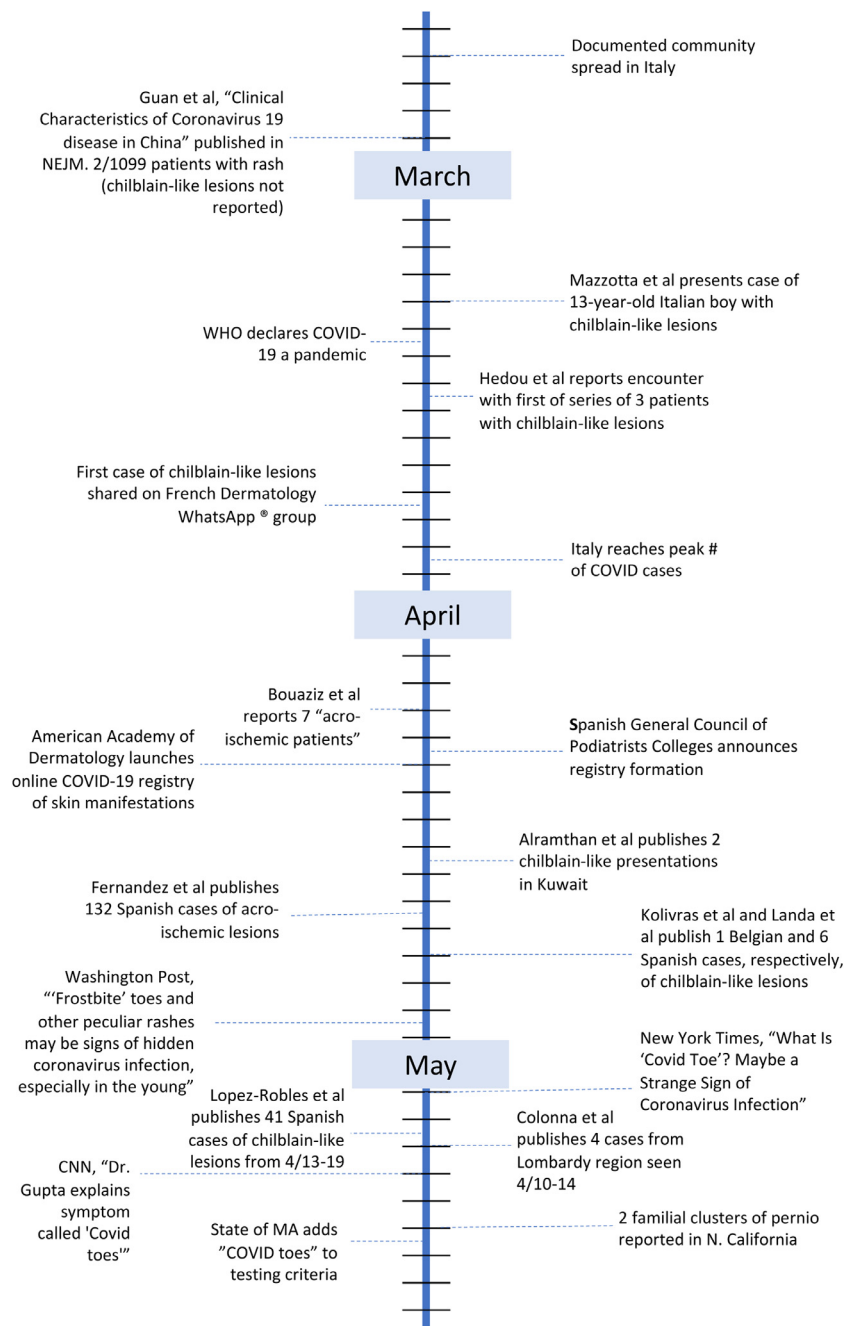 Documented community
spread in Italy
Guan et al, “Clinical
Characteristics of Coronavirus 19
disease in China” published in
NEJM. 2/1099 patients with rash
(chilblain-like lesions not
reported)
March
Mazzotta et al presents case of
13-year-old Italian boy with
chilblain-like lesions
WHO declares COVID-
19 a pandemic
Hedou et al reports encounter
with first of series of 3 patients
with chilblain-like lesions
First case of chilblain-like lesions
shared on French Dermatology
WhatsApp ® group
Italy reaches peak #
of COVID cases
April
Bouaziz et al
reports 7 “acro-
ischemic patients”
Spanish General Council of
Podiatrists Colleges announces
registry formation
American Academy of
Dermatology launches
online COVID-19 registry
of skin manifestations
Alramthan et al publishes 2
chilblain-like presentations
in Kuwait
Fernandez et al publishes
132 Spanish cases of acro-
ischemic lesions
Kolivras et al and Landa et
al publish 1 Belgian and 6
Spanish cases, respectively,
of chilblain-like lesions
Washington Post,
“‘Frostbite’ toes and
other peculiar rashes
may be signs of hidden
coronavirus infection,
especially in the young”
May
New York Times, “What Is
‘Covid Toe’? Maybe a
Strange Sign of
Coronavirus Infection”
Lopez-Robles et al
publishes 41 Spanish
cases of chilblain-like
lesions from 4/13-19
Colonna et al
publishes 4 cases from
Lombardy region seen
4/10-14
CNN, “Dr.
Gupta explains
symptom
called 'Covid
toes'”
2 familial clusters of pernio
reported in N. California
State of MA adds
”COVID toes” to
testing criteria